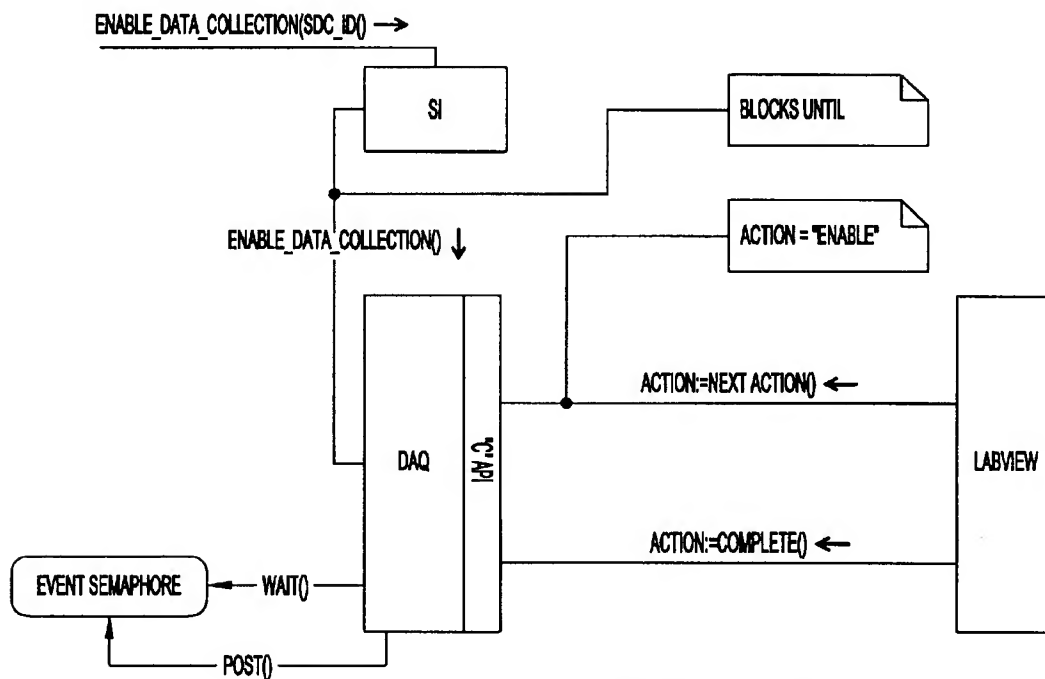 ENABLE_DATA_COLLECTION(SDC_ID()
SI
BLOCKS UNTIL
ENABLE_DATA_COLLECTION()
ACTION = "ENABLE"
ACTION:=NEXT ACTION()
DAQ
"C" API
LABVIEW
ACTION:=COMPLETE()
EVENT SEMAPHORE
WAIT()
POST()